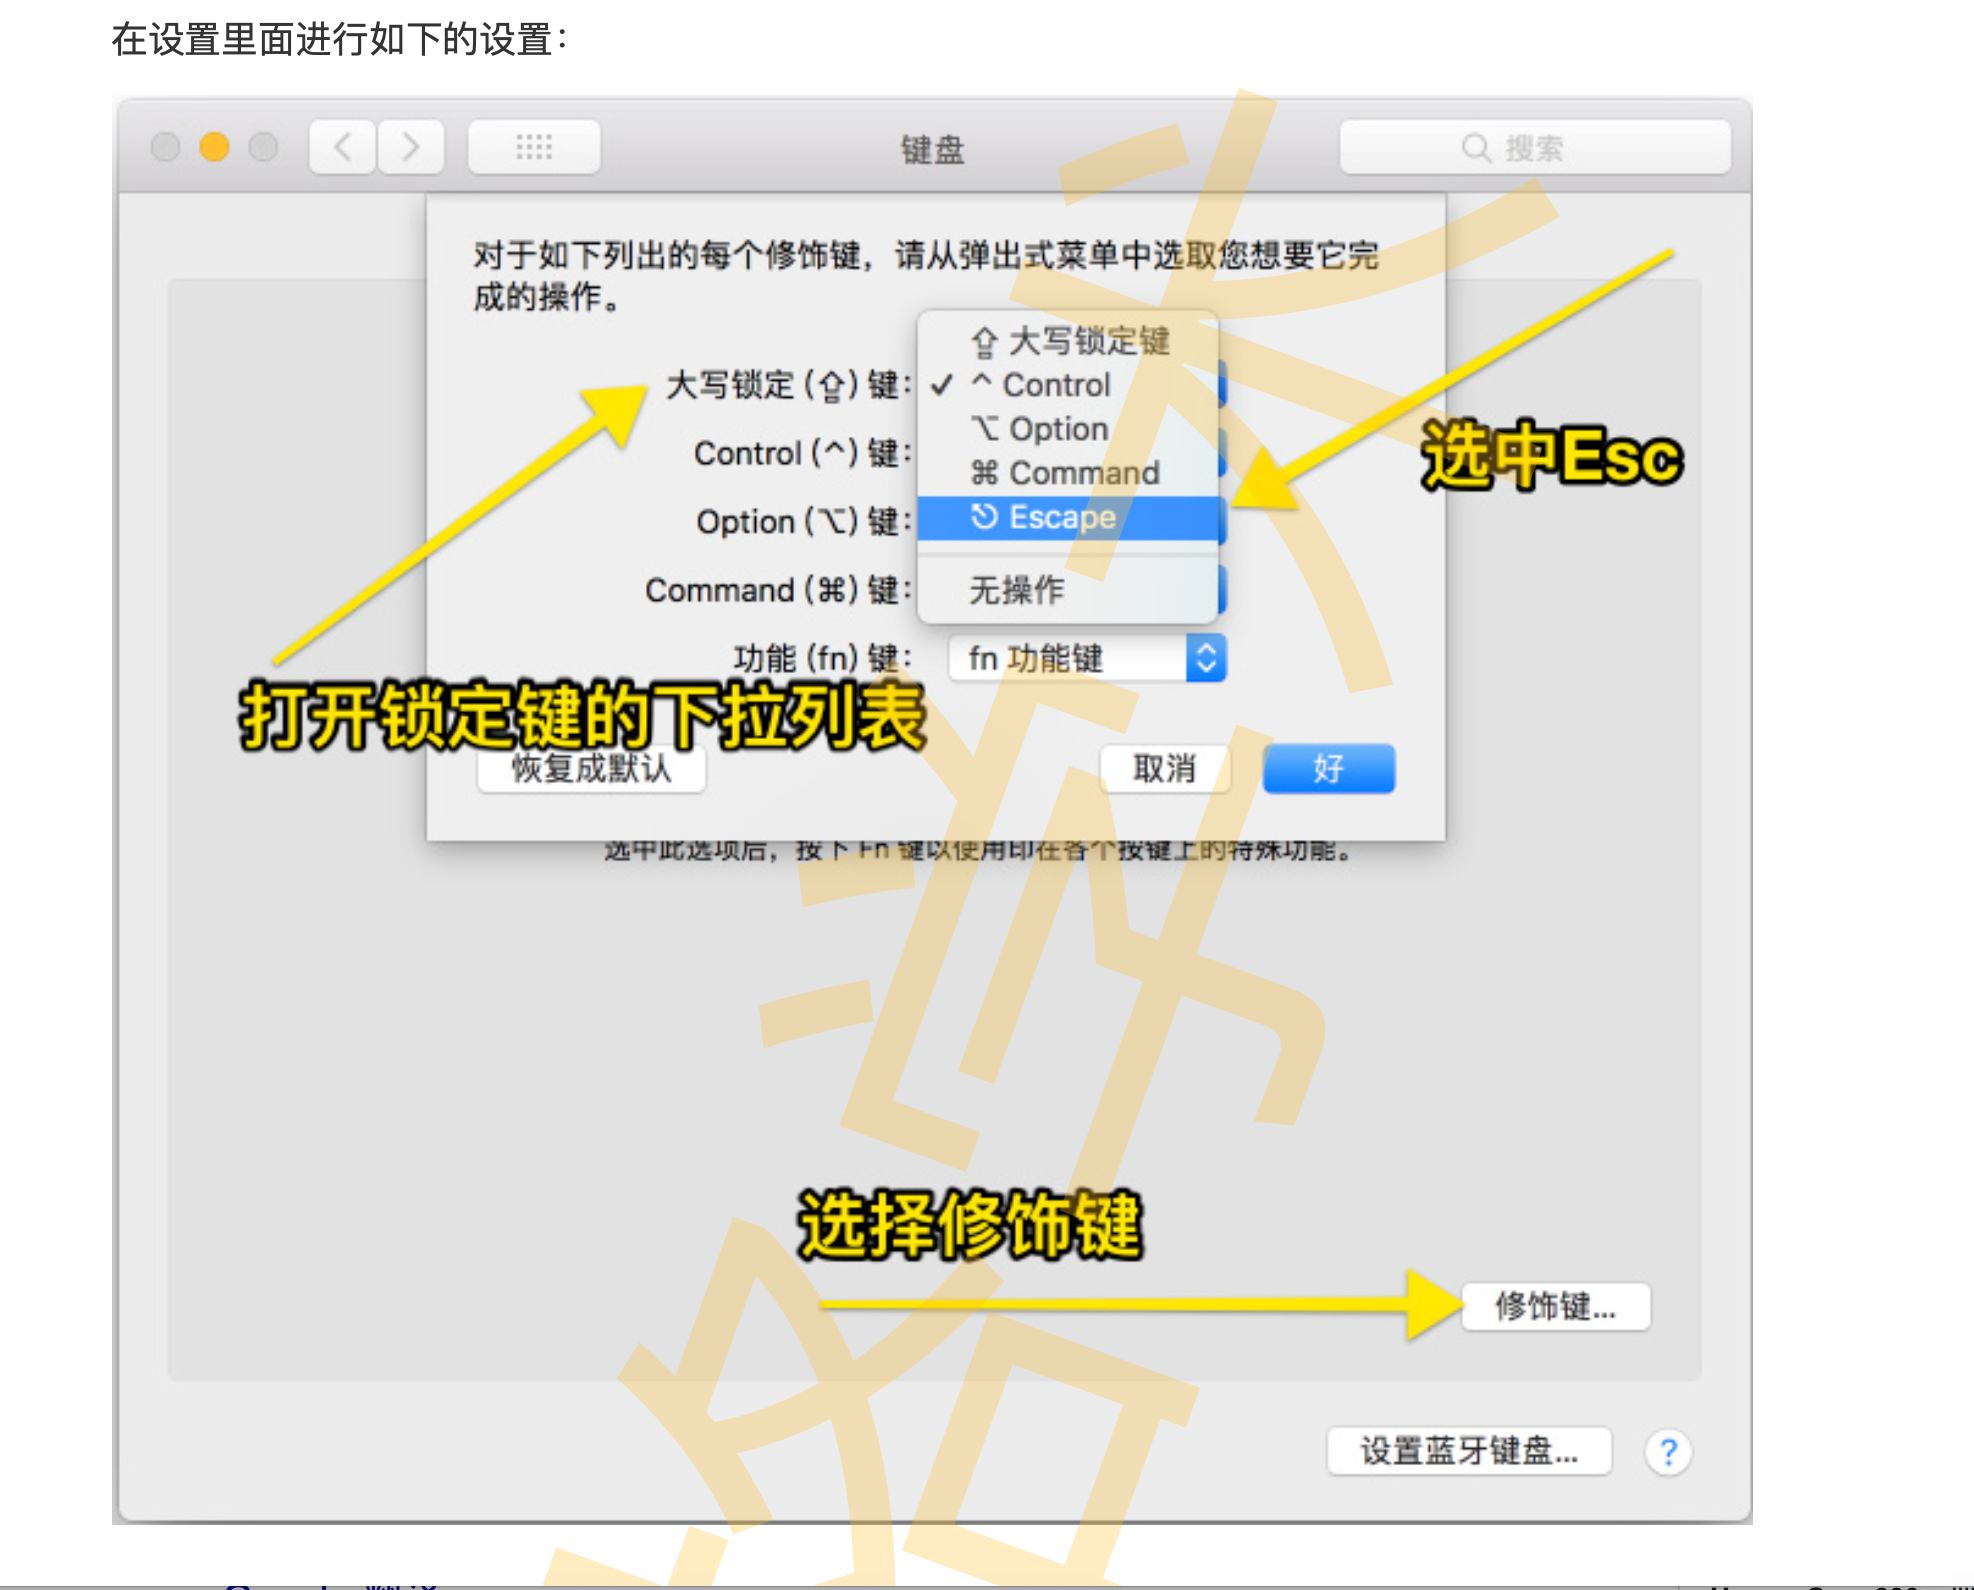 在设置里面进行如下的设置：
键盘
搜索
对于如下列出的每个修饰键，请从弹出式菜单中选取您想要它完
成的操作。
⇪ 大写锁定键
大写锁定 (⇪) 键： ✓ ^ Control
⌥ Option
Control (^) 键：
⌘ Command
Option (⌥) 键：
⎋ Escape
选中Esc
Command (⌘) 键：
无操作
功能 (fn) 键： fn 功能键
打开锁定键的下拉列表
恢复成默认
取消
好
选中此选项后，按下 Fn 键以使用印在各个按键上的特殊功能。
选择修饰键
修饰键...
设置蓝牙键盘...
?